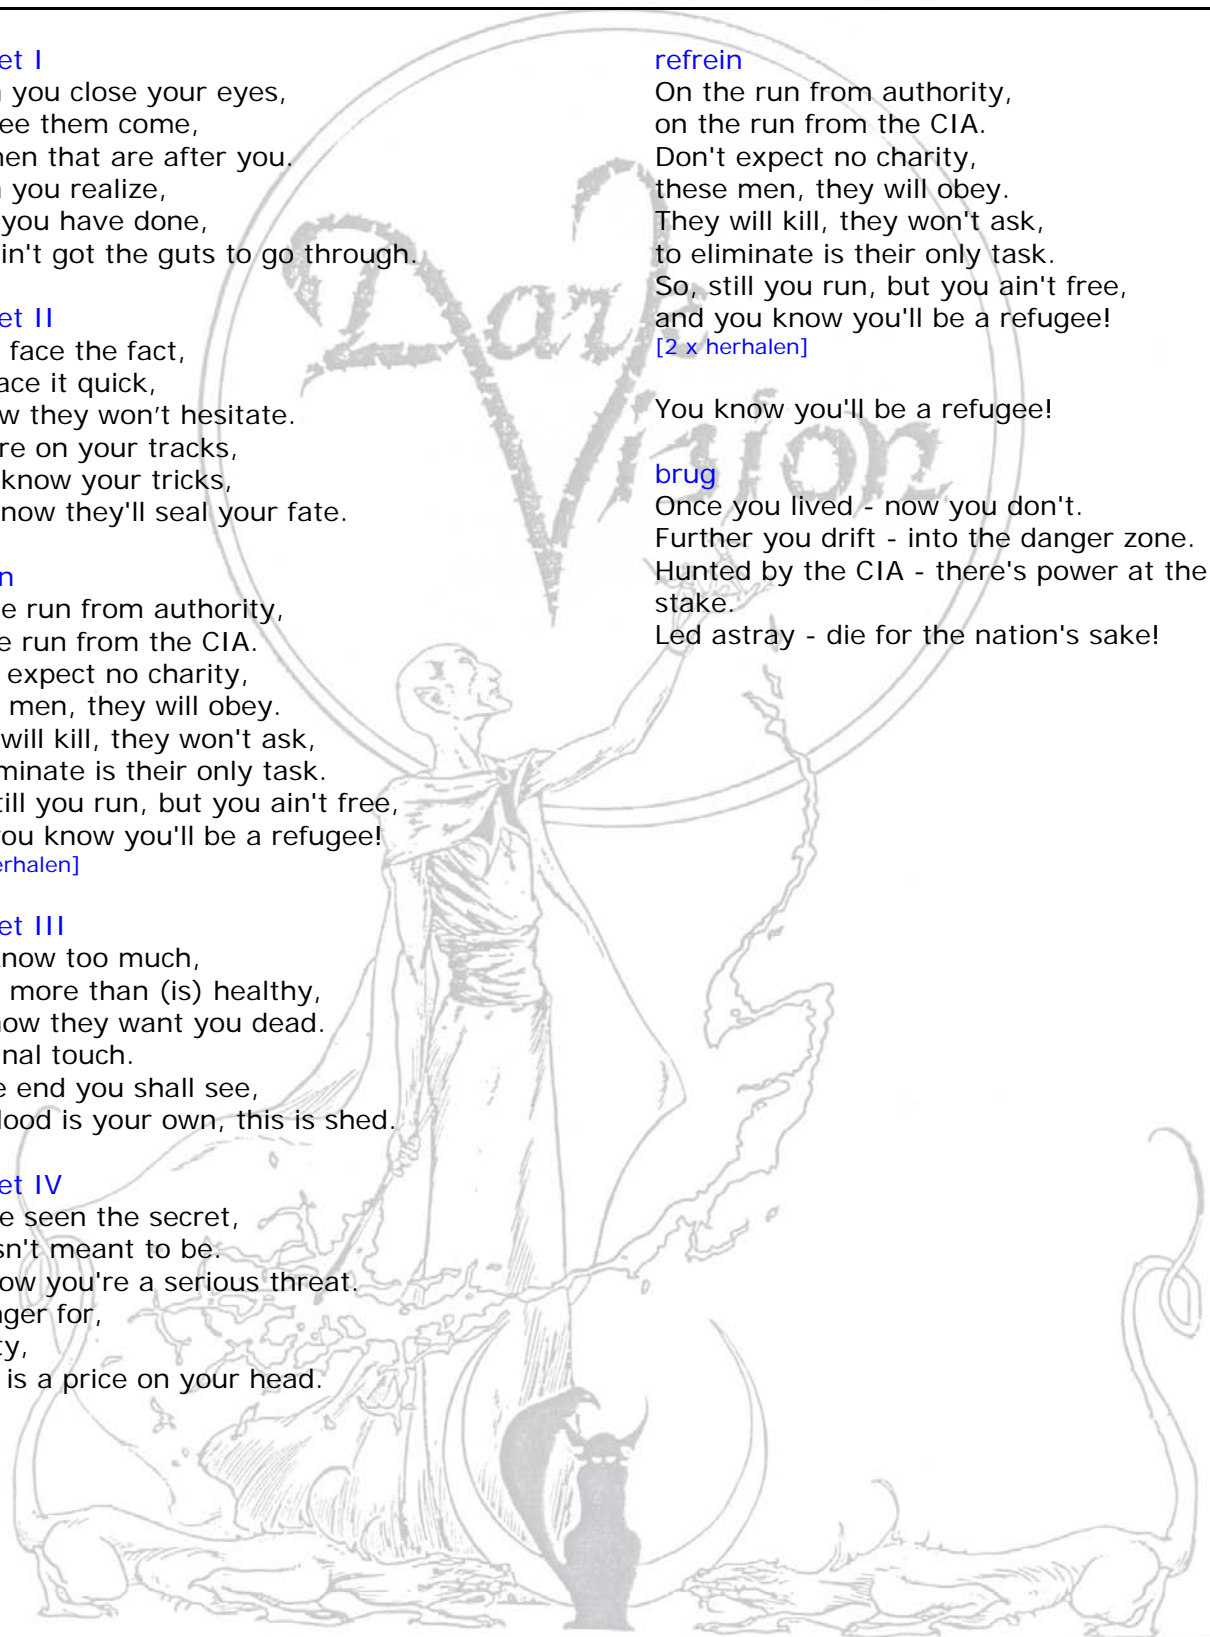 et I
you close your eyes,
ee them come,
en that are after you.
you realize,
you have done,
in't got the guts to go through.
et II
face the fact,
ace it quick,
w they won’t hesitate.
re on your tracks,
know your tricks,
now they'll seal your fate.
n
e run from authority,
e run from the CIA.
expect no charity,
men, they will obey.
will kill, they won't ask,
minate is their only task.
till you run, but you ain't free,
ou know you'll be a refugee!
erhalen]
et III
now too much,
more than (is) healthy,
now they want you dead.
nal touch.
e end you shall see,
lood is your own, this is shed.
et IV
e seen the secret,
sn't meant to be.
ow you're a serious threat.
ger for,
ty,
is a price on your head.
refrein
On the run from authority,
on the run from the CIA.
Don't expect no charity,
these men, they will obey.
They will kill, they won't ask,
to eliminate is their only task.
So, still you run, but you ain't free,
and you know you'll be a refugee!
[2 x herhalen]
You know you'll be a refugee!
brug
Once you lived - now you don't.
Further you drift - into the danger zone.
Hunted by the CIA - there's power at the
stake.
Led astray - die for the nation's sake!
Dark
Vision